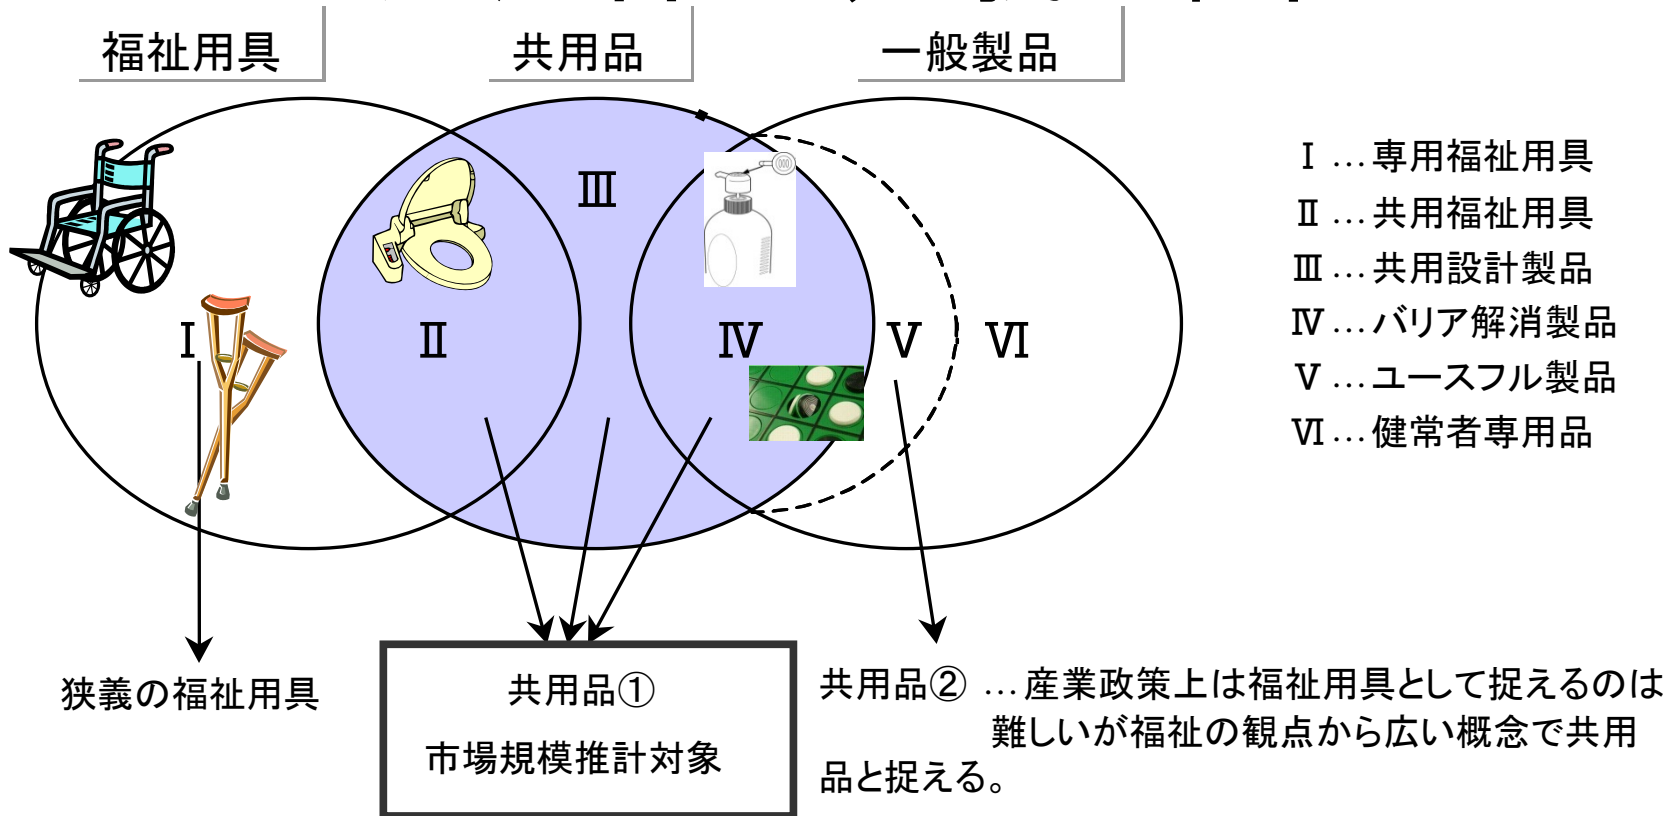 福祉用具
共用品
一般製品
Ⅰ
Ⅱ
Ⅲ
Ⅳ
Ⅴ
Ⅵ
Ⅰ…専用福祉用具
Ⅱ…共用福祉用具
Ⅲ…共用設計製品
Ⅳ…バリア解消製品
Ⅴ…ユースフル製品
Ⅵ…健常者専用品
狭義の福祉用具
共用品①
市場規模推計対象
共用品② …産業政策上は福祉用具として捉えるのは
難しいが福祉の観点から広い概念で共用
品と捉える。